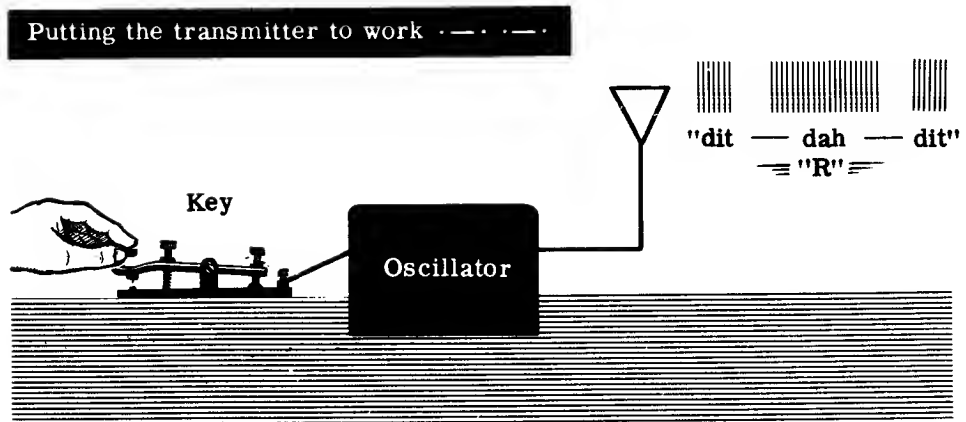 Putting the transmitter to work ·—· ·—·
"dit — dah — dit"
"R"
Key
Oscillator